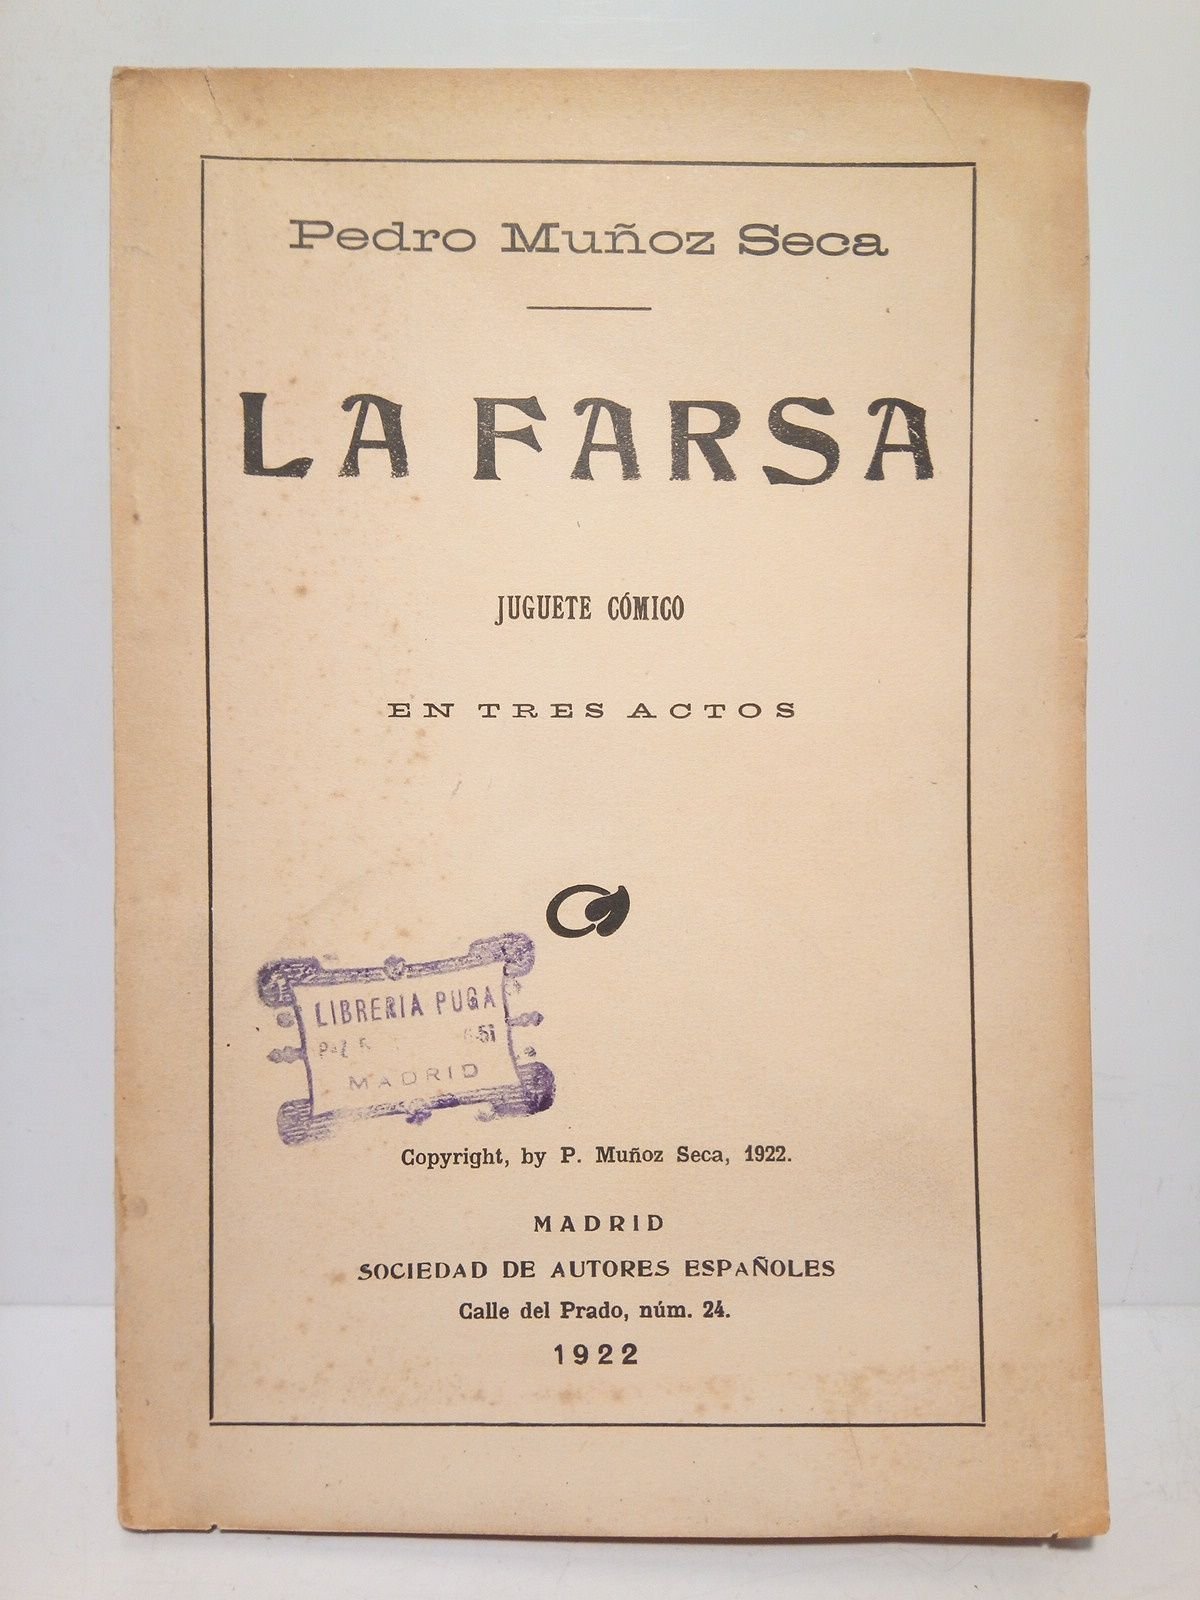 Pedro Muñoz Seca
LA FARSA
JUGUETE CÓMICO
EN TRES ACTOS
LIBRERIA PUGA
MADRID
Copyright, by P. Muñoz Seca, 1922.
MADRID
SOCIEDAD DE AUTORES ESPAÑOLES
Calle del Prado, núm. 24.
1922